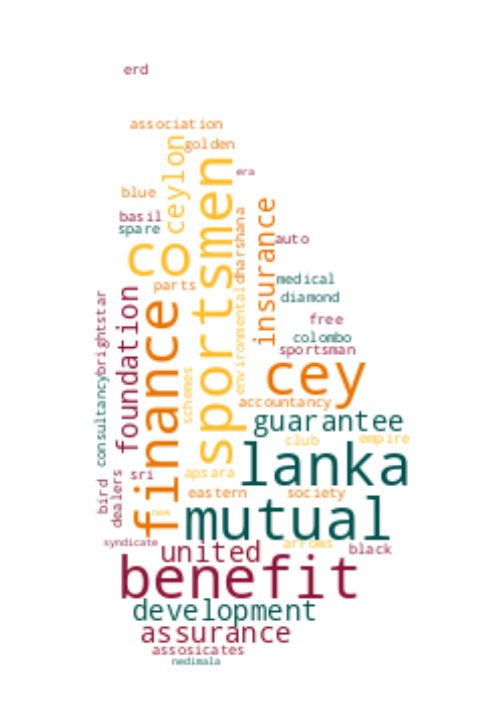 erd
association
golden
ceylon
era
blue
sportsmen
insurance
basil
spare
dharshana
auto
co
medical
parts
diamond
environmental
brightstar
foundation
finance
free
colombo
sportsman
cey
schemes
accountancy
consultancy
guarantee
club
empire
lanka
sri
apsara
bird
dealers
eastern
society
new
mutual
syndicate
united
arrows
black
benefit
development
assurance
assosicates
nedimala